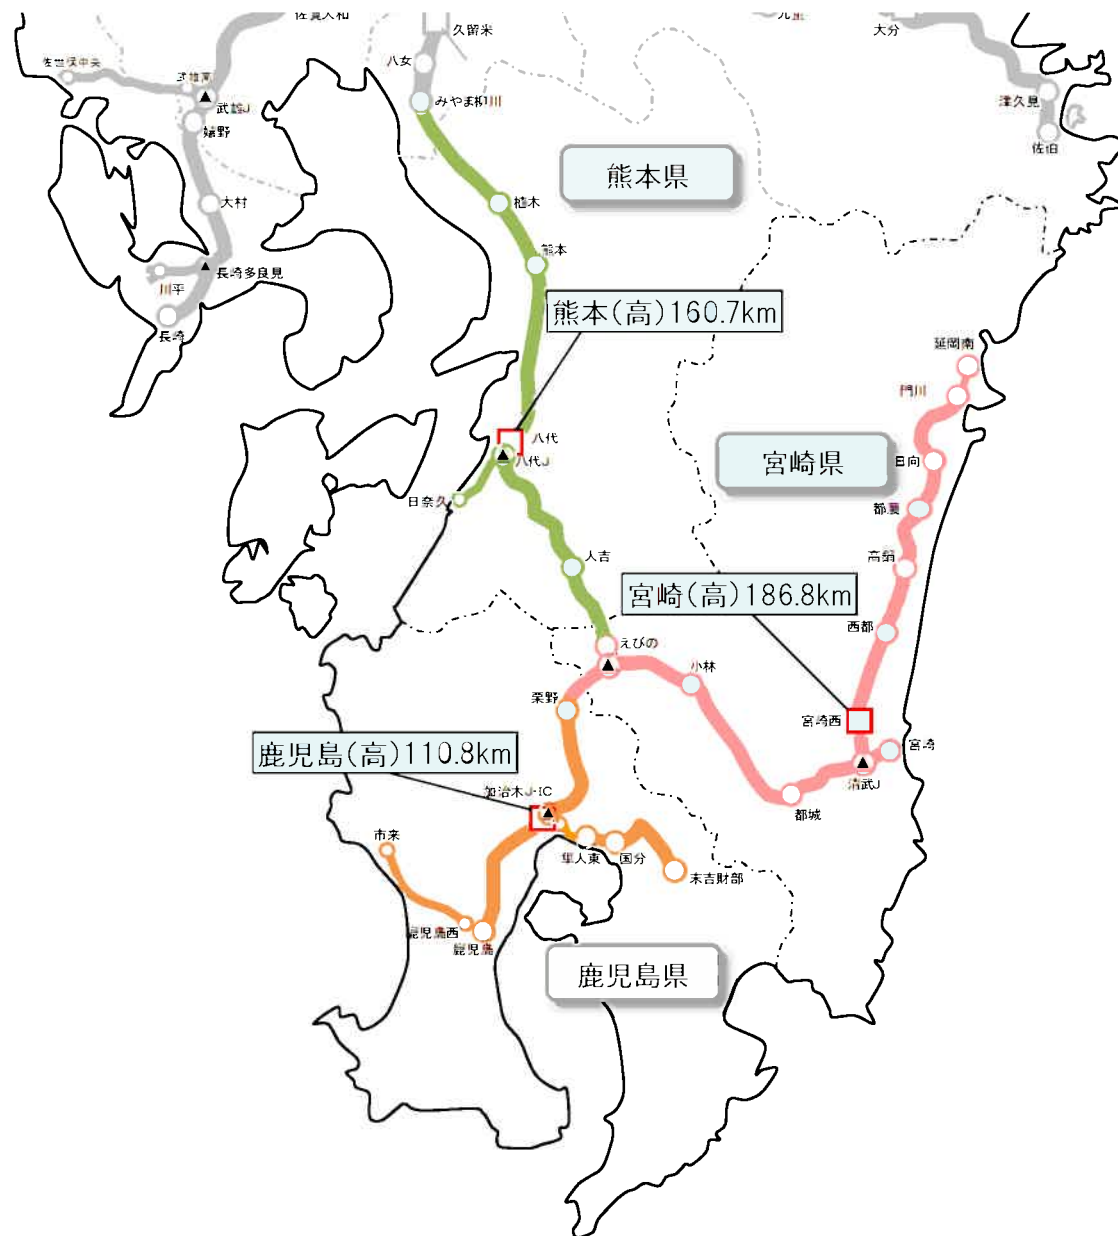 久留米
大分
八女
佐世保中央
武雄J
みやま柳川
津久見
嬉野
佐伯
熊本県
植木
大村
熊本
長崎多良見
川平
熊本(高)160.7km
長崎
延岡南
門川
八代
宮崎県
八代J
日向
日奈久
都農
高鍋
人吉
宮崎(高)186.8km
西都
えびの
小林
栗野
宮崎西
鹿児島(高)110.8km
宮崎
清武J
加治木J-IC
都城
市来
隼人東
国分
末吉財部
鹿児島西
鹿児島
鹿児島県